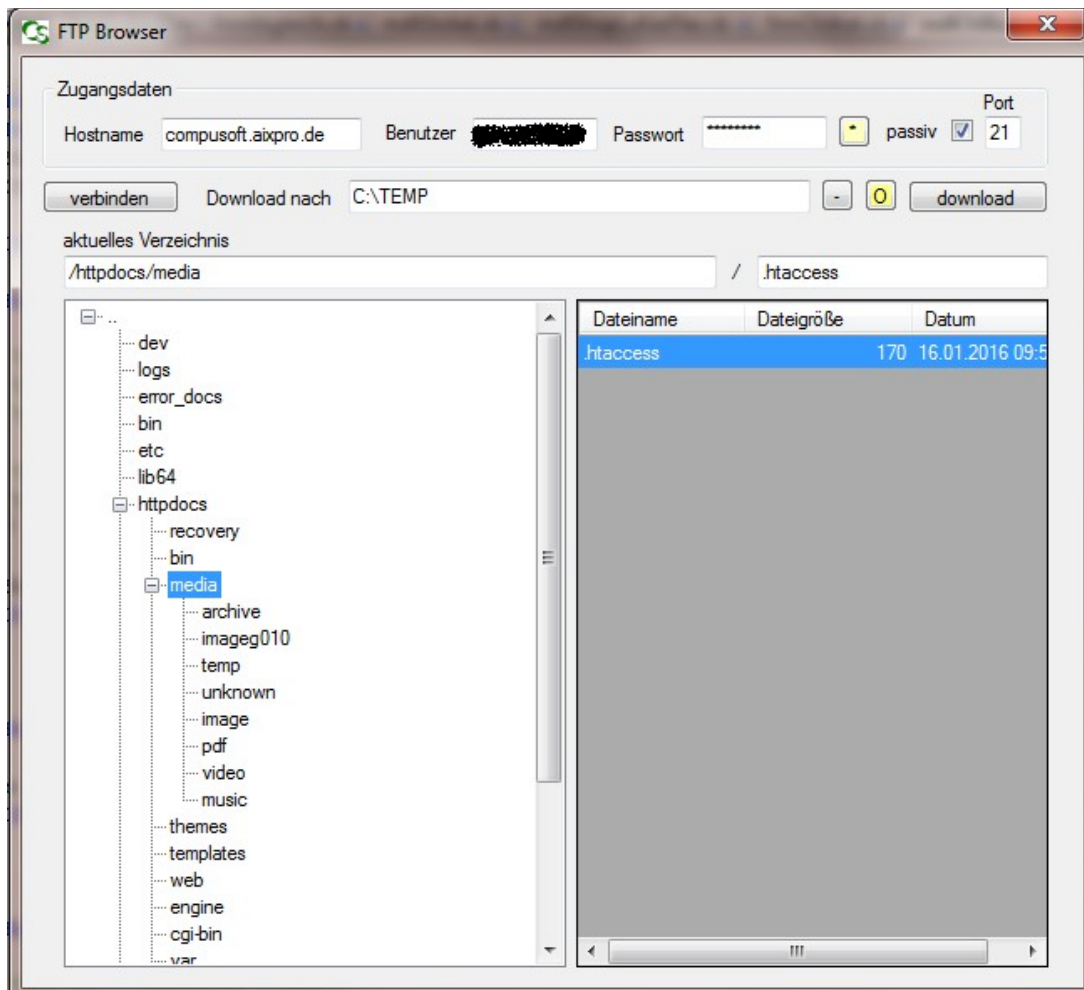 FTP Browser
Zugangsdaten
Port
Hostname compusoft.aixpro.de Benutzer Passwort ******** * passiv 21
verbinden Download nach C:\TEMP - O download
aktuelles Verzeichnis
/httpdocs/media / .htaccess
..
dev
logs
error_docs
bin
etc
lib64
httpdocs
recovery
bin
media
archive
imageg010
temp
unknown
image
pdf
video
music
themes
templates
web
engine
cgi-bin
var
Dateiname Dateigröße Datum
.htaccess 170 16.01.2016 09:5